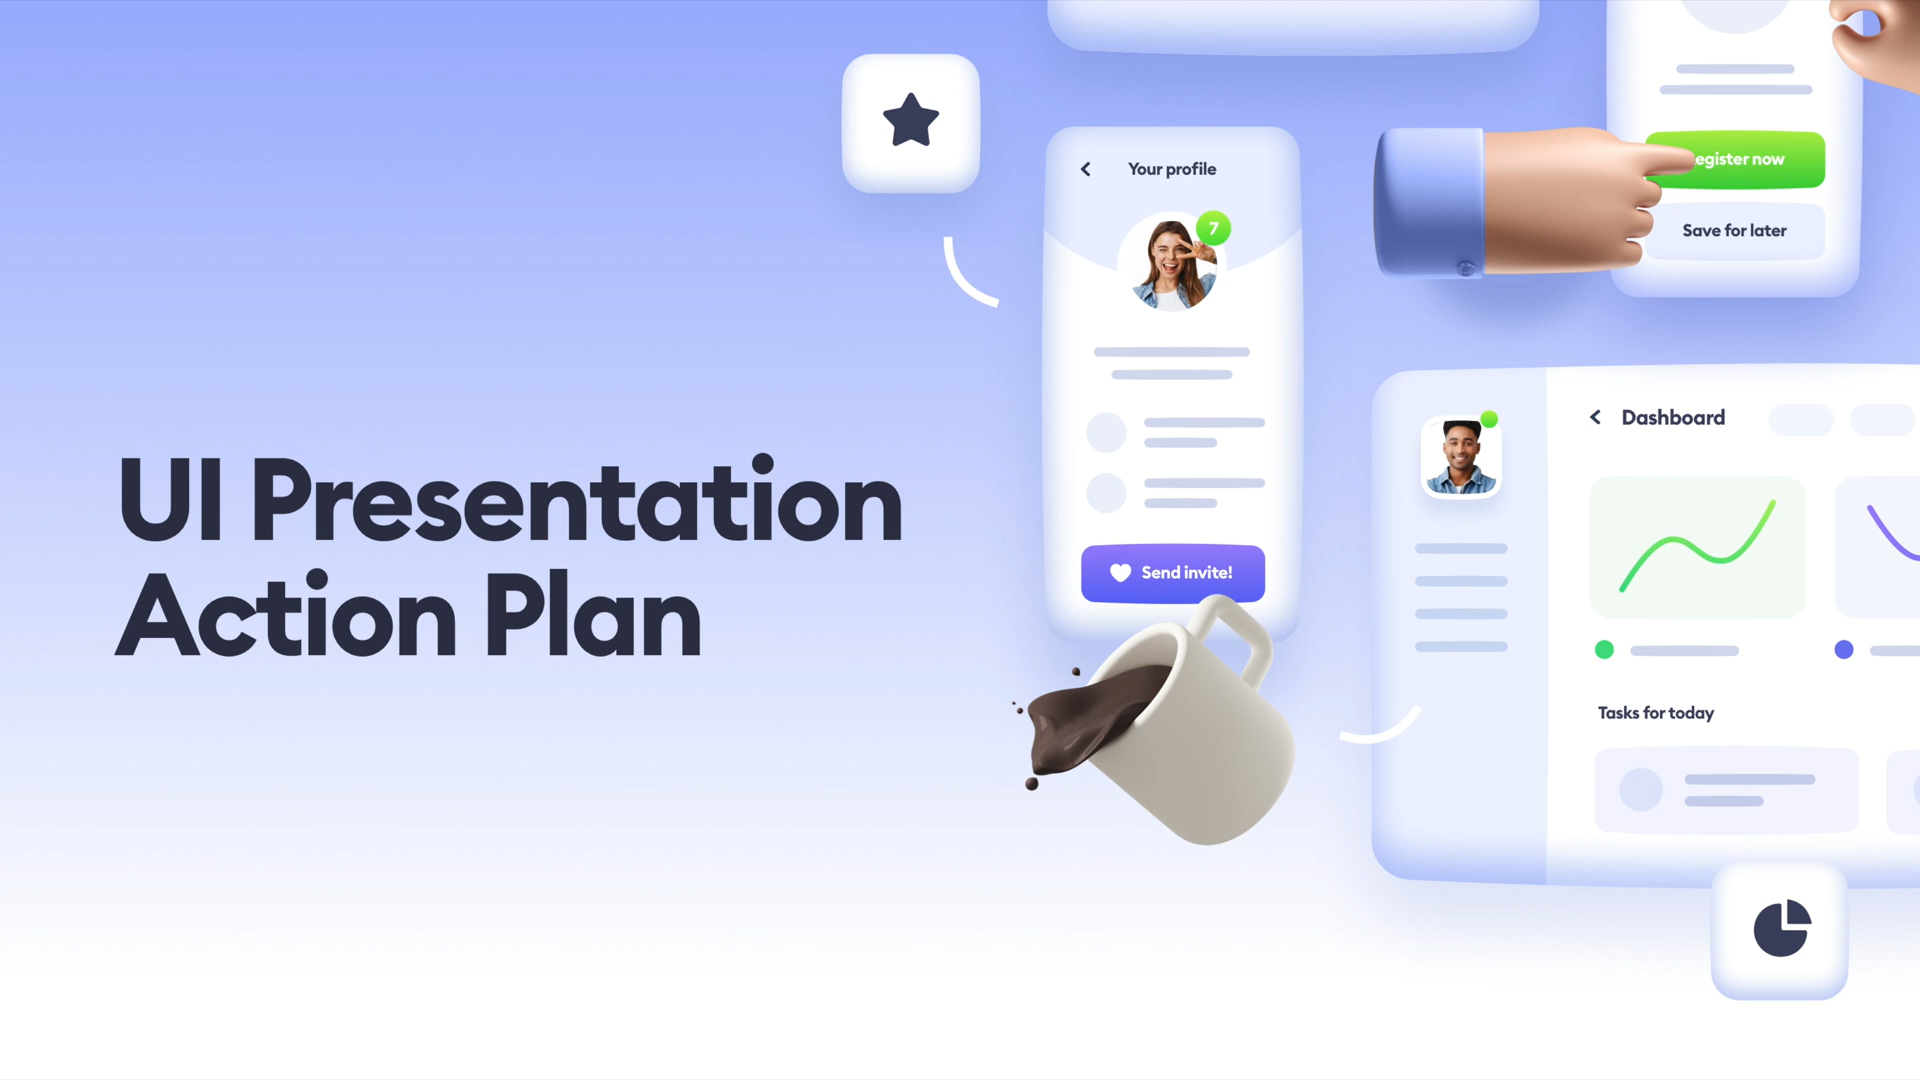 UI Presentation
Action Plan
Your profile
7
Send invite!
egister now
Save for later
Dashboard
Tasks for today